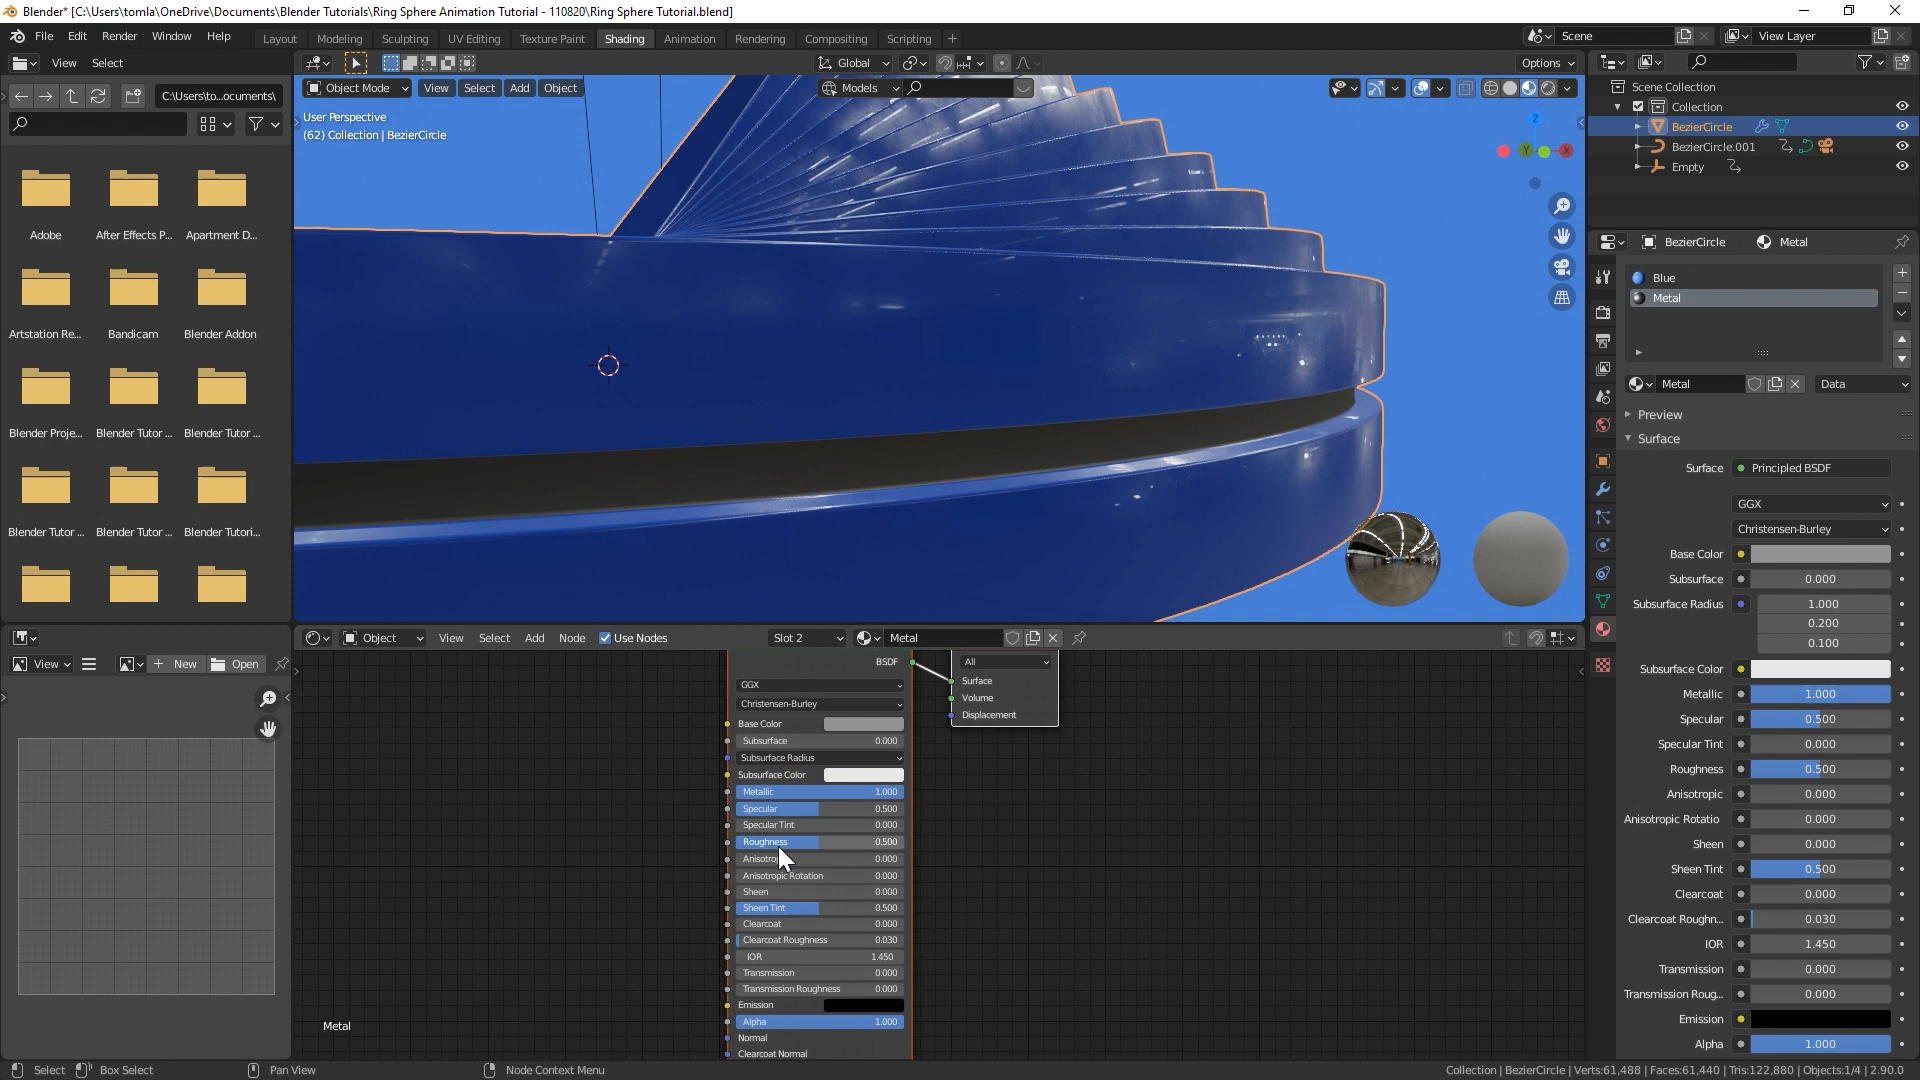 Blender* [C:\Users\tomla\OneDrive\Documents\Blender Tutorials\Ring Sphere Animation Tutorial - 110820\Ring Sphere Tutorial.blend]
File Edit Render Window Help
Layout Modeling Sculpting UV Editing Texture Paint Shading Animation Rendering Compositing Scripting
Scene
View Layer
View Select
Global
Options
C:\Users\to...ocuments\
Object Mode View Select Add Object
Models
User Perspective
(62) Collection | BezierCircle
Z
Y
X
Adobe After Effects P... Apartment D...
Artstation Re... Bandicam Blender Addon
Blender Proje... Blender Tutor ... Blender Tutor ...
Blender Tutor ... Blender Tutor ... Blender Tutori...
Scene Collection
Collection
BezierCircle
BezierCircle.001
Empty
BezierCircle Metal
Blue
Metal
Metal Data
Preview
Surface
Surface Principled BSDF
GGX
Christensen-Burley
Base Color
Subsurface 0.000
Subsurface Radius 1.000
0.200
0.100
Subsurface Color
Metallic 1.000
Specular 0.500
Specular Tint 0.000
Roughness 0.500
Anisotropic 0.000
Anisotropic Rotatio 0.000
Sheen 0.000
Sheen Tint 0.500
Clearcoat 0.000
Clearcoat Roughn... 0.030
IOR 1.450
Transmission 0.000
Transmission Roug... 0.000
Emission
Alpha 1.000
View New Open
Object View Select Add Node Use Nodes Slot 2 Metal
BSDF
GGX
Christensen-Burley
Base Color
Subsurface 0.000
Subsurface Radius
Subsurface Color
Metallic 1.000
Specular 0.500
Specular Tint 0.000
Roughness 0.500
Anisotrop 0.000
Anisotropic Rotation 0.000
Sheen 0.000
Sheen Tint 0.500
Clearcoat 0.000
Clearcoat Roughness 0.030
IOR 1.450
Transmission 0.000
Transmission Roughness 0.000
Emission
Alpha 1.000
Normal
Clearcoat Normal
All
Surface
Volume
Displacement
Metal
Select Box Select Pan View Node Context Menu
Collection | BezierCircle | Verts:61,488 | Faces:61,440 | Tris:122,880 | Objects:1/4 | 2.90.0